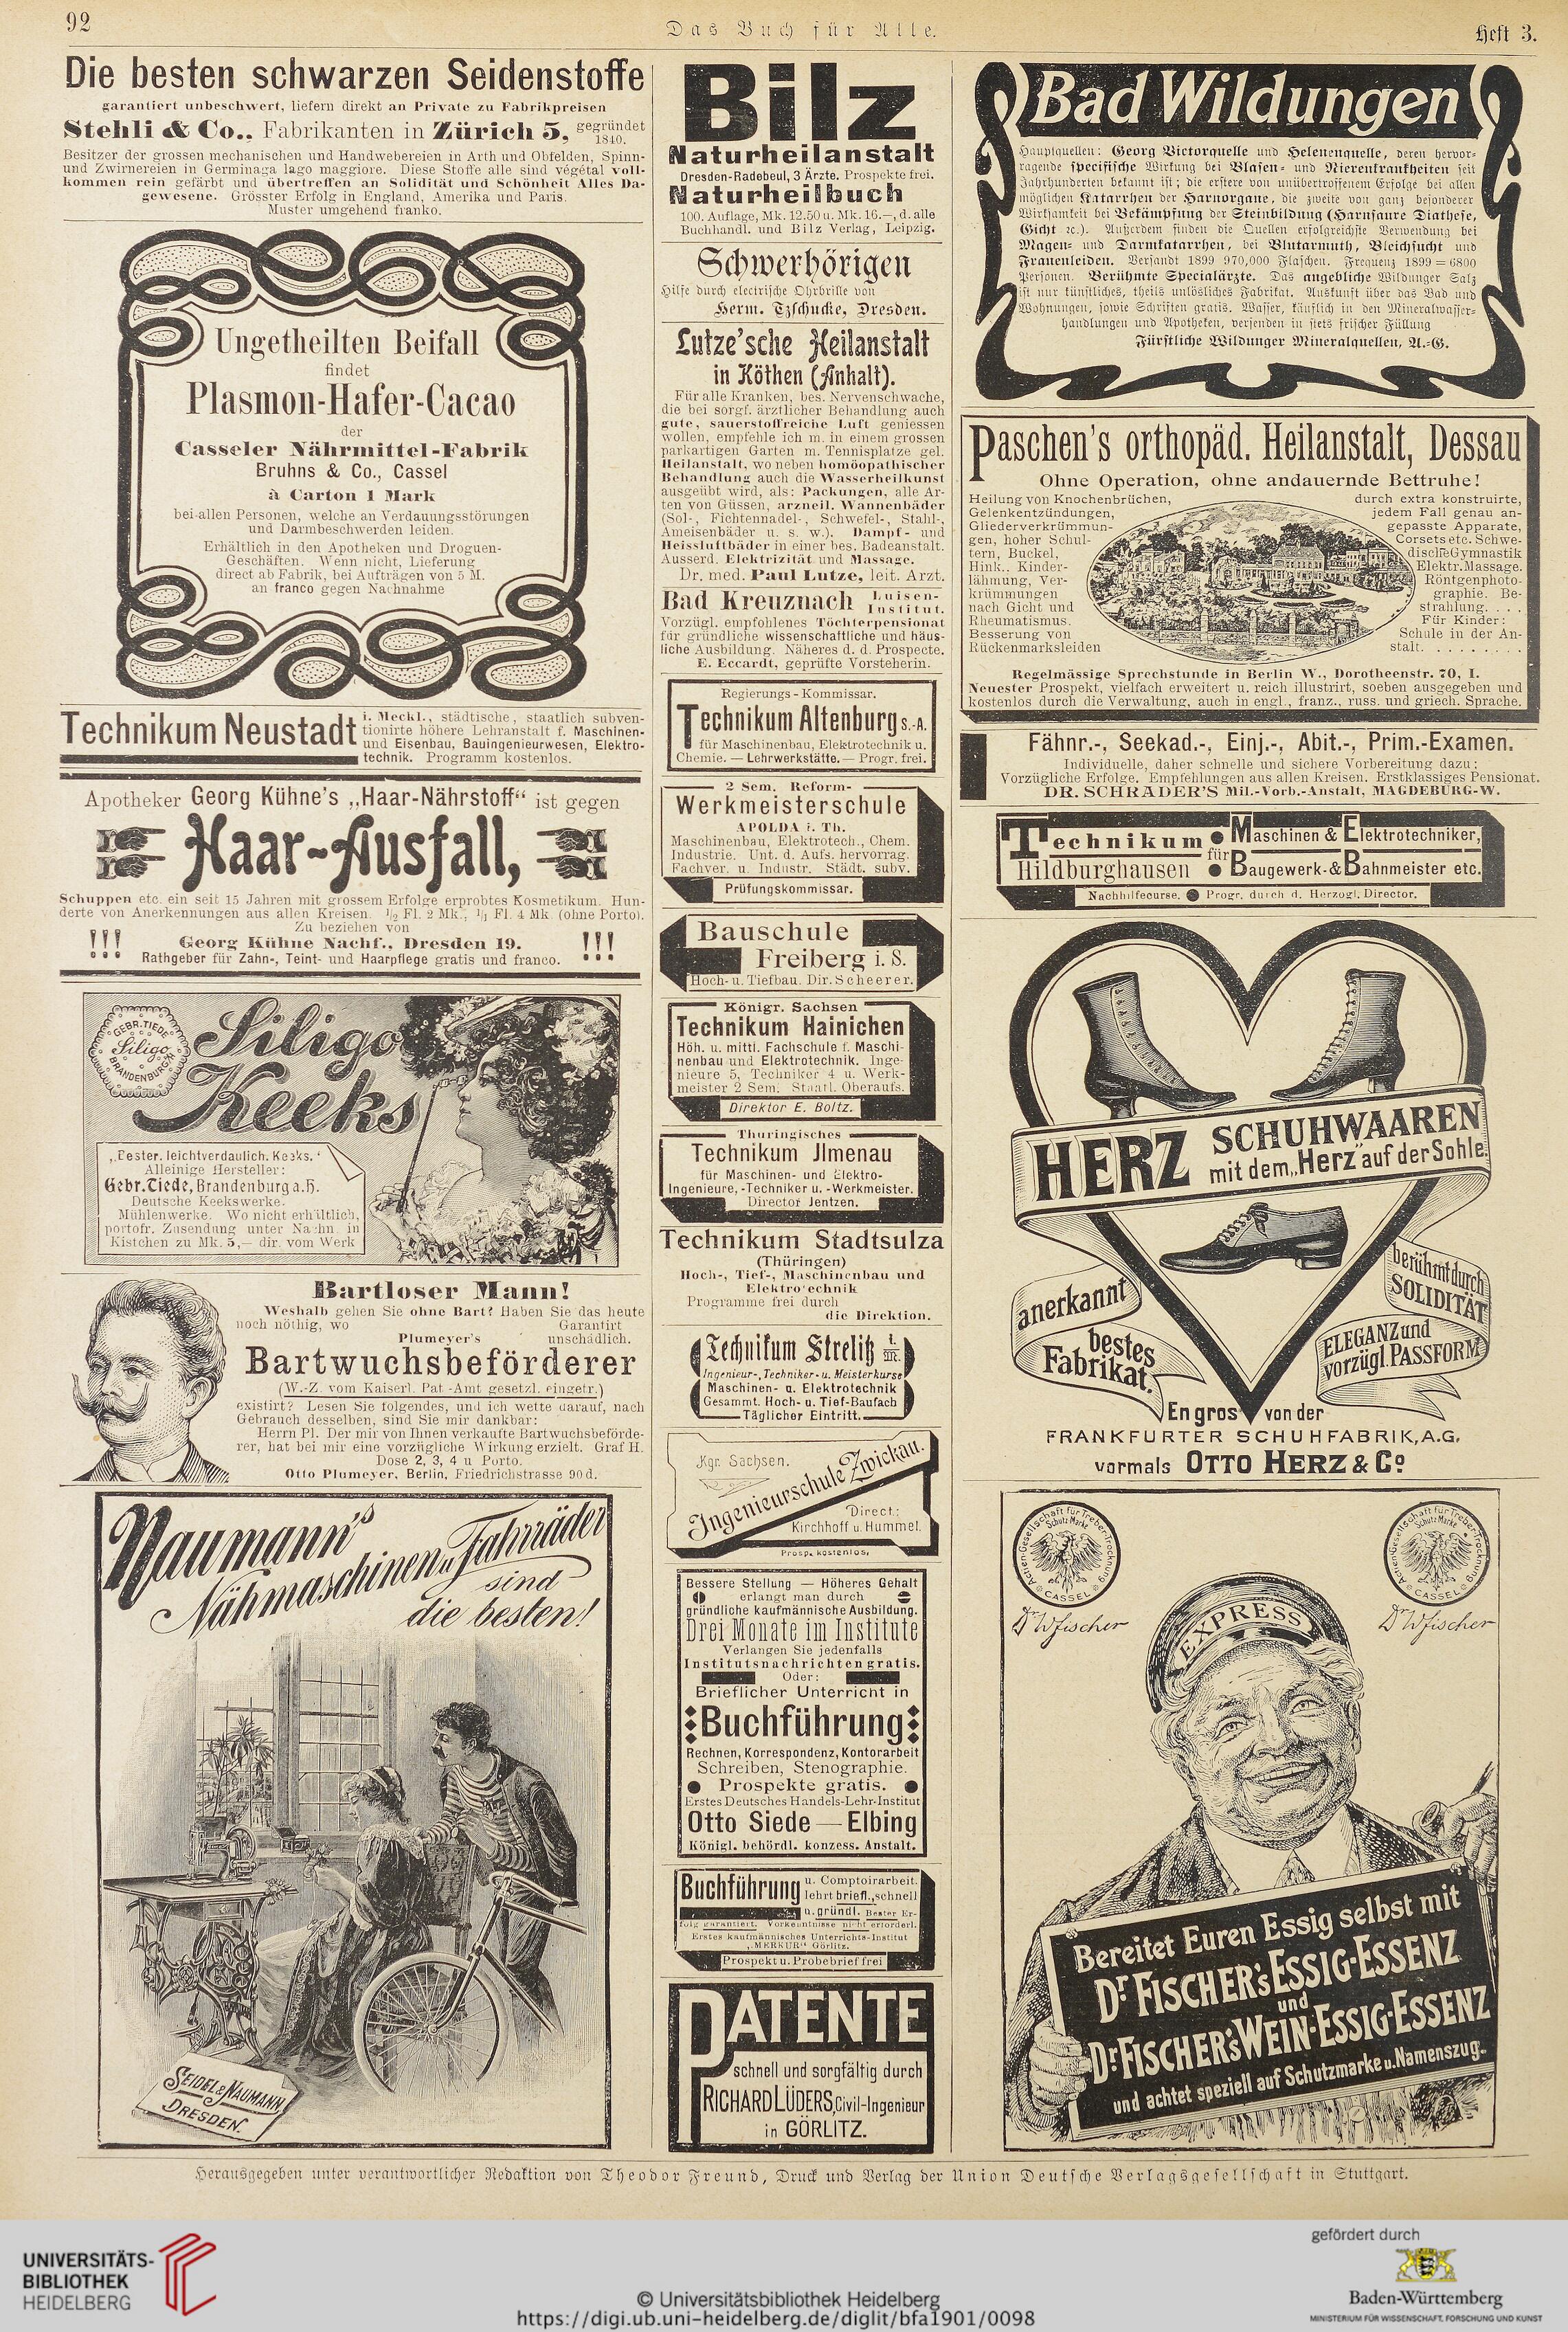 92
Das Buch für Alle.
Heft 3.
Die besten schwarzen Seidenstoffe
garantiert unbeschwert, liefern direkt an Private zu Fabrikpreisen
Stehli & Co., Fabrikanten in Zürich 5, gegründet 1840.
Besitzer der grossen mechanischen und Handwebereien in Arth und Obfelden, Spinn-
und Zwirnereien in Germinaga lago maggiore. Diese Stoffe alle sind végétal voll-
kommen rein gefärbt und übertreffen an Solidität und Schönheit Alles Da-
gewesene. Grösster Erfolg in England, Amerika und Paris.
Muster umgehend franko.
Ungetheilten Beifall
findet
Plasmon-Hafer-Cacao
der
Casseler Nährmittel-Fabrik
Bruhns & Co., Cassel
à Carton 1 Mark
bei allen Personen, welche an Verdauungsstörungen
und Darmbeschwerden leiden.
Erhältlich in den Apotheken und Droguen-
Geschäften. Wenn nicht, Lieferung
direct ab Fabrik, bei Aufträgen von 5 M.
an franco gegen Nachnahme
Technikum Neustadt
i. Meckl., städtische, staatlich subven-
tionirte höhere Lehranstalt f. Maschinen-
und Eisenbau, Bauingenieurwesen, Elektro-
technik. Programm kostenlos.
Apotheker Georg Kühne's „Haar-Nährstoff“ ist gegen
Haar-Ausfall,
Schuppen etc. ein seit 15 Jahren mit grossem Erfolge erprobtes Kosmetikum. Hun-
derte von Anerkennungen aus allen Kreisen. 1/2 Fl. 2 Mk., 1/1 Fl. 4 Mk. (ohne Porto).
Zu beziehen von
!!! Georg Kühne Nachf., Dresden 19. !!!
Rathgeber für Zahn-, Teint- und Haarpflege gratis und franco.
GEBR. TIEDE
Siligo
BRANDENBURG
Siligo
Keeks
„Bester, leichtverdaulich. Keeks.“
Alleinige Hersteller:
Gebr. Tiede, Brandenburg a. H.
Deutsche Keekswerke.
Mühlenwerke. Wo nicht erhältlich,
portofr. Zusendung unter Nachn. in
Kistchen zu Mk. 5,— dir. vom Werk
Bartloser Mann!
Weshalb gehen Sie ohne Bart? Haben Sie das heute
noch nöthig, wo Garantirt
Plumeyer's unschädlich.
Bartwuchsbeförderer
(W.-Z. vom Kaiserl. Pat.-Amt gesetzl. eingetr.)
existirt? Lesen Sie folgendes, und ich wette darauf, nach
Gebrauch desselben, sind Sie mir dankbar:
Herrn Pl. Der mir von Ihnen verkaufte Bartwuchsbeförde-
rer, hat bei mir eine vorzügliche Wirkung erzielt. Graf H.
Dose 2, 3, 4 u Porto.
Otto Plumeyer, Berlin, Friedrichstrasse 90 d.
Naumann's
Nähmaschinen u. Fahrräder
sind
die besten!
SEIDEL & NAUMANN
DRESDEN.
Bilz
Naturheilanstalt
Dresden-Radebeul, 3 Ärzte. Prospekte frei.
Naturheilbuch
100. Auflage, Mk. 12.50 u. Mk. 16.—, d. alle
Buchhandl. und Bilz Verlag, Leipzig.
Schwerhörigen
Hilfe durch electrische Ohrbrille von
Herm. Tzschucke, Dresden.
Lutze'sche Heilanstalt
in Köthen (Anhalt).
Für alle Kranken, bes. Nervenschwache,
die bei sorgf. ärztlicher Behandlung auch
gute, sauerstoffreiche Luft geniessen
wollen, empfehle ich m. in einem grossen
parkartigen Garten m. Tennisplatze gel.
Heilanstalt, wo neben homöopathischer
Behandlung auch die Wasserheilkunst
ausgeübt wird, als: Packungen, alle Ar-
ten von Güssen, arzneil. Wannenbäder
(Sol-, Fichtennadel-, Schwefel-, Stahl-,
Ameisenbäder u. s. w.). Dampf- und
Heissluftbäder in einer bes. Badeanstalt.
Ausserd. Elektrizität und Massage.
Dr. med. Paul Lutze, leit. Arzt.
Bad Kreuznach Luisen-Institut.
Vorzügl. empfohlenes Töchterpensionat
für gründliche wissenschaftliche und häus-
liche Ausbildung. Näheres d. d. Prospecte.
E. Eccardt, geprüfte Vorsteherin.
Regierungs-Kommissar.
Technikum Altenburg S.-A.
für Maschinenbau, Elektrotechnik u.
Chemie. — Lehrwerkstätte. — Progr. frei.
2 Sem. Reform-
Werkmeisterschule
APOLDA i. Th.
Maschinenbau, Elektrotech., Chem.
Industrie. Unt. d. Aufs. hervorrag.
Fachver. u. Industr. Städt. subv.
Prüfungskommissar.
Bauschule
Freiberg i. S.
Hoch- u. Tiefbau. Dir. Scheerer.
Königr. Sachsen
Technikum Hainichen
Höh. u. mittl. Fachschule f. Maschi-
nenbau und Elektrotechnik. Inge-
nieure 5, Techniker 4 u. Werk-
meister 2 Sem. Staatl. Oberaufs.
Direktor E. Boltz.
Thüringisches
Technikum Jlmenau
für Maschinen- und Elektro-
Ingenieure, -Techniker u. -Werkmeister.
Director Jentzen.
Technikum Stadtsulza
(Thüringen)
Hoch-, Tief-, Maschinenbau und
Elektrotechnik
Programme frei durch
die Direktion.
Technikum Strelitz i. M.
Ingenieur-, Techniker- u. Meisterkurse
Maschinen- u. Elektrotechnik
Gesammt. Hoch- u. Tief-Baufach
Täglicher Eintritt.
Kgr. Sachsen.
Ingenieurschule Zwickau.
Direct.:
Kirchhoff u. Hummel.
Prosp. kostenlos.
Bessere Stellung — Höheres Gehalt
erlangt man durch
gründliche kaufmännische Ausbildung.
Drei Monate im Institute
Verlangen Sie jedenfalls
Institutsnachrichten gratis.
Oder:
Brieflicher Unterricht in
Buchführung
Rechnen, Korrespondenz, Kontorarbeit
Schreiben, Stenographie.
Prospekte gratis.
Erstes Deutsches Handels-Lehr-Institut
Otto Siede — Elbing
Königl. behördl. konzess. Anstalt.
Buchführung u. Comptoirarbeit.
lehrt briefl., schnell
u. gründl. Bester Er-
folg garantiert. Vorkenntnisse nicht erforderl.
Erstes kaufmännisches Unterrichts-Institut
„MERKUR“ Görlitz.
Prospekt u. Probebrief frei
PATENTE
schnell und sorgfältig durch
RICHARD LÜDERS, Civil-Ingenieur
in GÖRLITZ.
Bad Wildungen
Hauptquellen: Georg Victorquelle und Helenenquelle, deren hervor-
ragende specifische Wirkung bei Blasen- und Nierenkrankheiten seit
Jahrhunderten bekannt ist; die erstere von unübertroffenem Erfolge bei allen
möglichen Katarrhen der Harnorgane, die zweite von ganz besonderer
Wirksamkeit bei Bekämpfung der Steinbildung (Harnsaure Diathese,
Gicht ꝛc.). Außerdem finden die Quellen erfolgreichste Verwendung bei
Magen- und Darmkatarrhen, bei Blutarmuth, Bleichsucht und
Frauenleiden. Versandt 1899 970,000 Flaschen. Frequenz 1899 = 6800
Personen. Berühmte Specialärzte. Das angebliche Wildunger Salz
ist nur künstliches, theils unlösliches Fabrikat. Auskunft über das Bad und
Wohnungen, sowie Schriften gratis. Wasser, käuflich in den Mineralwasser-
handlungen und Apotheken, versenden in stets frischer Füllung
Fürstliche Wildunger Mineralquellen, A.-G.
Paschen's orthopäd. Heilanstalt, Dessau
Ohne Operation, ohne andauernde Bettruhe!
Heilung von Knochenbrüchen,
Gelenkentzündungen,
Gliederverkrümmun-
gen, hoher Schul-
tern, Buckel,
Hink.. Kinder-
lähmung, Ver-
krümmungen
nach Gicht und
Rheumatismus.
Besserung von
Rückenmarksleiden
durch extra konstruirte,
jedem Fall genau an-
gepasste Apparate,
Corsets etc. Schwe-
dische Gymnastik
Elektr. Massage.
Röntgenphoto-
graphie. Be-
strahlung. . . .
Für Kinder:
Schule in der An-
stalt. . . . . . . . .
Regelmässige Sprechstunde in Berlin W., Dorotheenstr. 70, I.
Neuester Prospekt, vielfach erweitert u. reich illustrirt, soeben ausgegeben und
kostenlos durch die Verwaltung, auch in engl., franz., russ. und griech. Sprache.
Fähnr.-, Seekad.-, Einj.-, Abit.-, Prim.-Examen.
Individuelle, daher schnelle und sichere Vorbereitung dazu:
Vorzügliche Erfolge. Empfehlungen aus allen Kreisen. Erstklassiges Pensionat.
DR. SCHRADER'S Mil.-Vorb.-Anstalt, MAGDEBURG-W.
Technikum für Maschinen & Elektrotechniker,
Hildburghausen Baugewerk- & Bahnmeister etc.
Nachhilfecurse. Progr. durch d. Herzogl. Director.
HERZ SCHUHWAAREN
mit dem „Herz“ auf der Sohle
anerkannt
bestes
Fabrikat.
berühmt durch
SOLIDITÄT
ELEGANZ und
vorzügl. PASSFORM
En gros von der
FRANKFURTER SCHUHFABRIK, A.G.
vormals OTTO HERZ & Co
Actien-Gesellschaft für Treber-Trocknung
Schutz Marke
CASSEL
Dr W fischer
Actien-Gesellschaft für Treber-Trocknung
Schutz Marke
CASSEL
Dr W fischer
EXPRESS
Bereitet Euren Essig selbst mit
Dr. FISCHER's ESSIG-ESSENZ
und
Dr FISCHER's WEIN-ESSIG-ESSENZ
und achtet speziell auf Schutzmarke u. Namenszug.
Herausgegeben unter verantwortlicher Redaktion von Theodor Freund, Druck und Verlag der Union Deutsche Verlagsgesellschaft in Stuttgart.
UNIVERSITÄTS-
BIBLIOTHEK
HEIDELBERG
© Universitätsbibliothek Heidelberg
https://digi.ub.uni-heidelberg.de/diglit/bfa1901/0098
gefördert durch
Baden-Württemberg
MINISTERIUM FÜR WISSENSCHAFT, FORSCHUNG UND KUNST